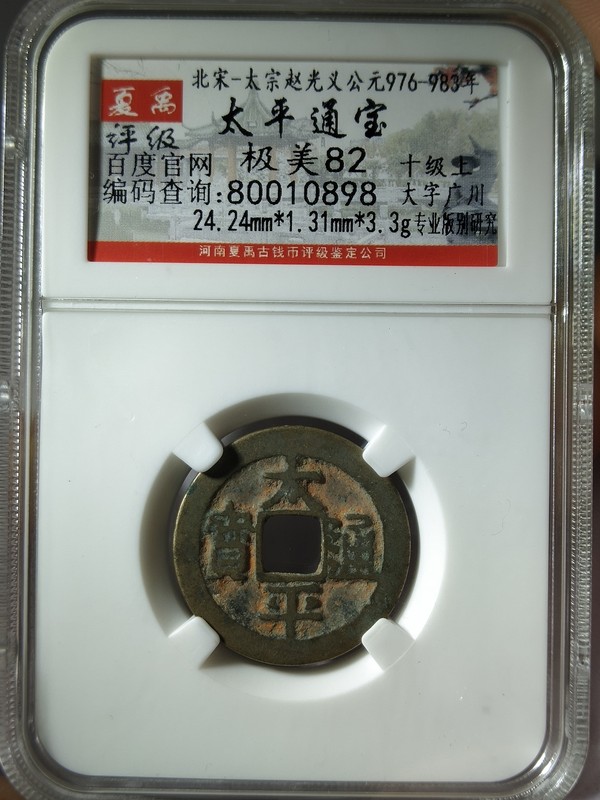 北宋-太宗赵光义公元976-983年
夏禹
评级
太平通宝
百度官网 极美82 十级上
编码查询:80010898 大字广川
24.24mm*1.31mm*3.3g专业版别研究
河南夏禹古钱币评级鉴定公司
太平通寶